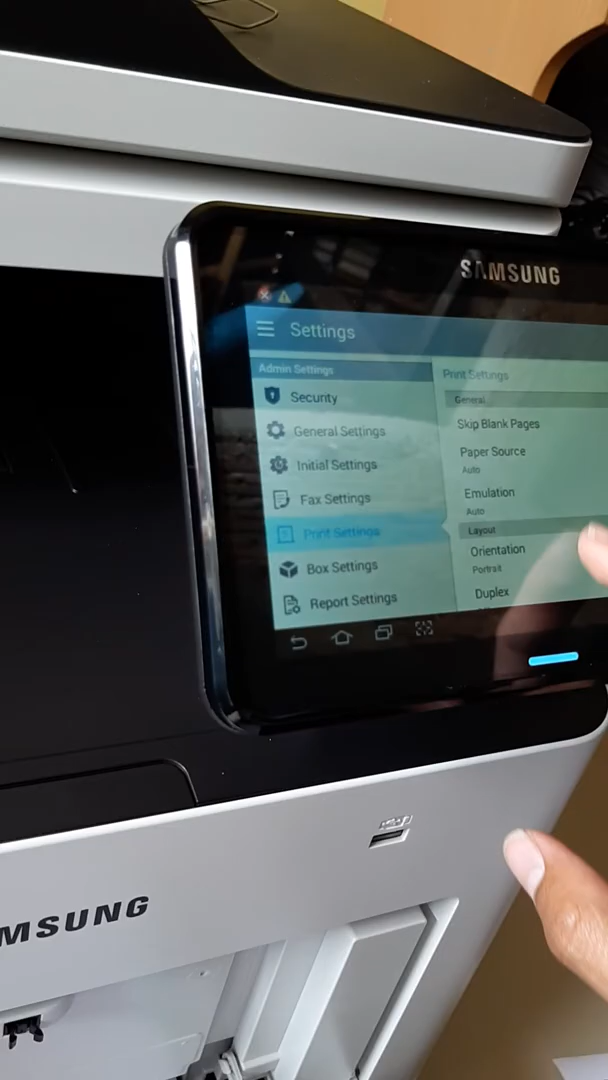 SAMSUNG
Settings
Admin Settings
Security
General Settings
Initial Settings
Fax Settings
Print Settings
Box Settings
Report Settings
Print Settings
General
Skip Blank Pages
Paper Source
Auto
Emulation
Auto
Layout
Orientation
Portrait
Duplex
MSUNG